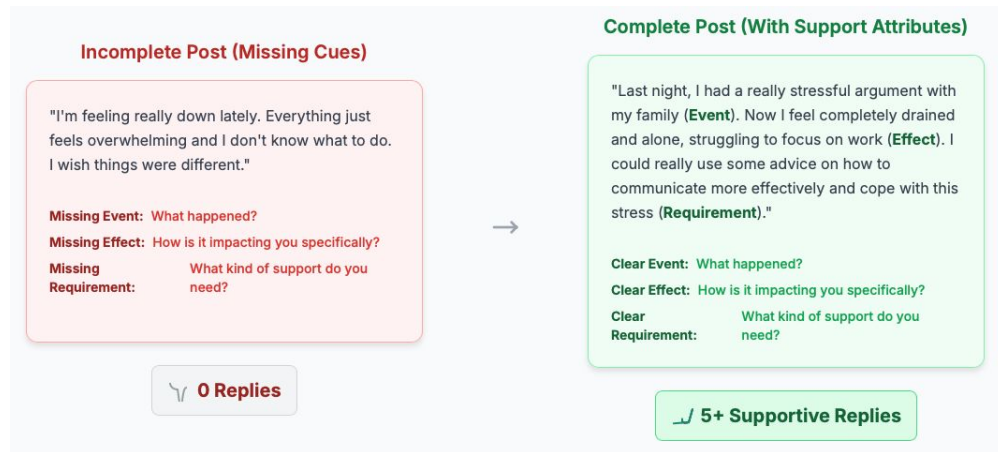 Incomplete Post (Missing Cues)
"I'm feeling really down lately. Everything just
feels overwhelming and I don't know what to do.
I wish things were different."
Missing Event: What happened?
Missing Effect: How is it impacting you specifically?
Missing Requirement: What kind of support do you need?
0 Replies
Complete Post (With Support Attributes)
"Last night, I had a really stressful argument with
my family (Event). Now I feel completely drained
and alone, struggling to focus on work (Effect). I
could really use some advice on how to
communicate more effectively and cope with this
stress (Requirement)."
Clear Event: What happened?
Clear Effect: How is it impacting you specifically?
Clear Requirement: What kind of support do you need?
5+ Supportive Replies